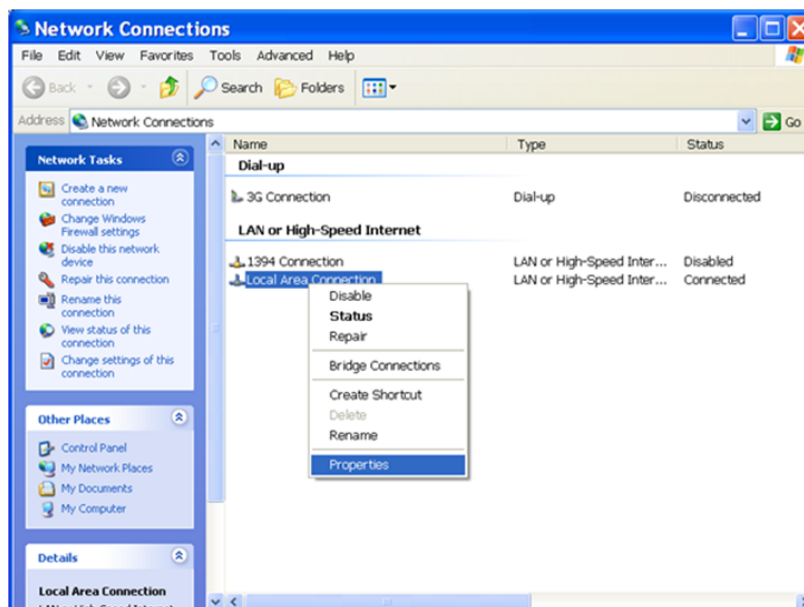 Network Connections
File Edit View Favorites Tools Advanced Help
Back Search Folders
Address Network Connections Go
Network Tasks
Create a new
connection
Change Windows
Firewall settings
Disable this network
device
Repair this connection
Rename this
connection
View status of this
connection
Change settings of this
connection
Other Places
Control Panel
My Network Places
My Documents
My Computer
Details
Local Area Connection
Name Type Status
Dial-up
3G Connection Dial-up Disconnected
LAN or High-Speed Internet
1394 Connection LAN or High-Speed Inter... Disabled
Local Area Connection LAN or High-Speed Inter... Connected
Disable
Status
Repair
Bridge Connections
Create Shortcut
Delete
Rename
Properties